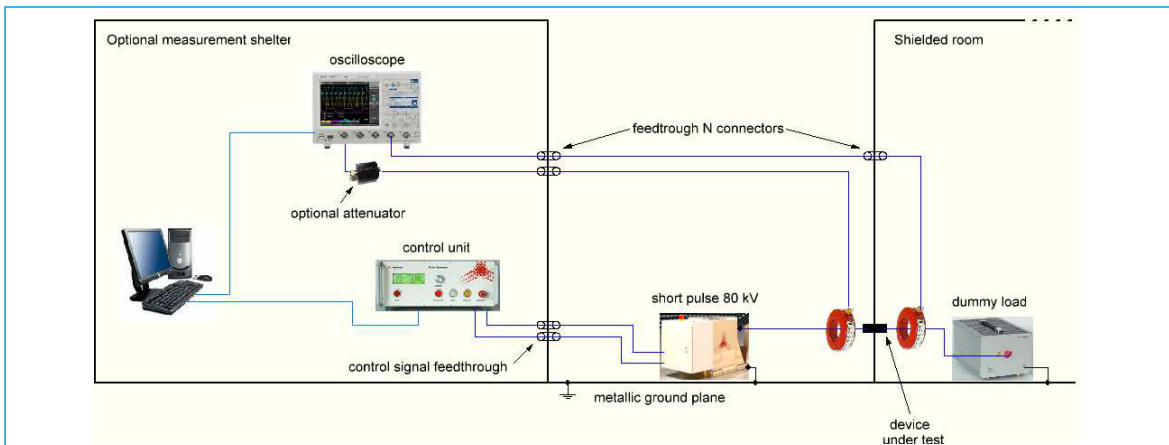 Optional measurement shelter
Shielded room
oscilloscope
feedtrough N connectors
optional attenuator
control unit
short pulse 80 kV
dummy load
control signal feedthrough
metallic ground plane
device
under test